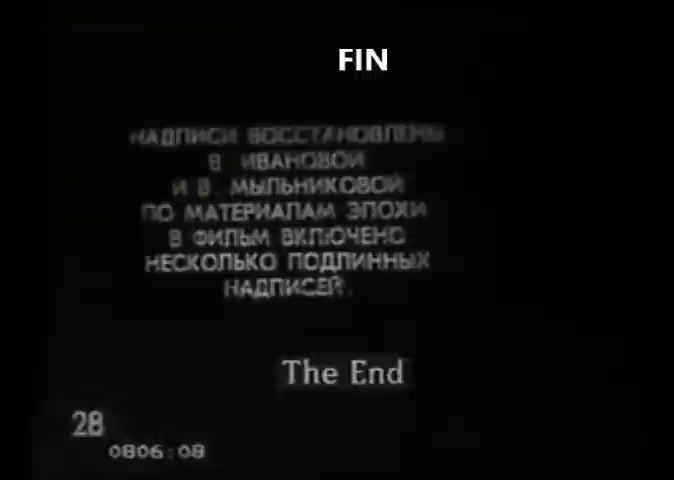 FIN
НАДПИСИ ВОССТАНОВЛЕНЫ
В. ИВАНОВОЙ
И В. МЫЛЬНИКОВОЙ
ПО МАТЕРИАЛАМ ЭПОХИ
В ФИЛЬМ ВКЛЮЧЕНО
НЕСКОЛЬКО ПОДЛИННЫХ
НАДПИСЕЙ.
The End
28
0806:08